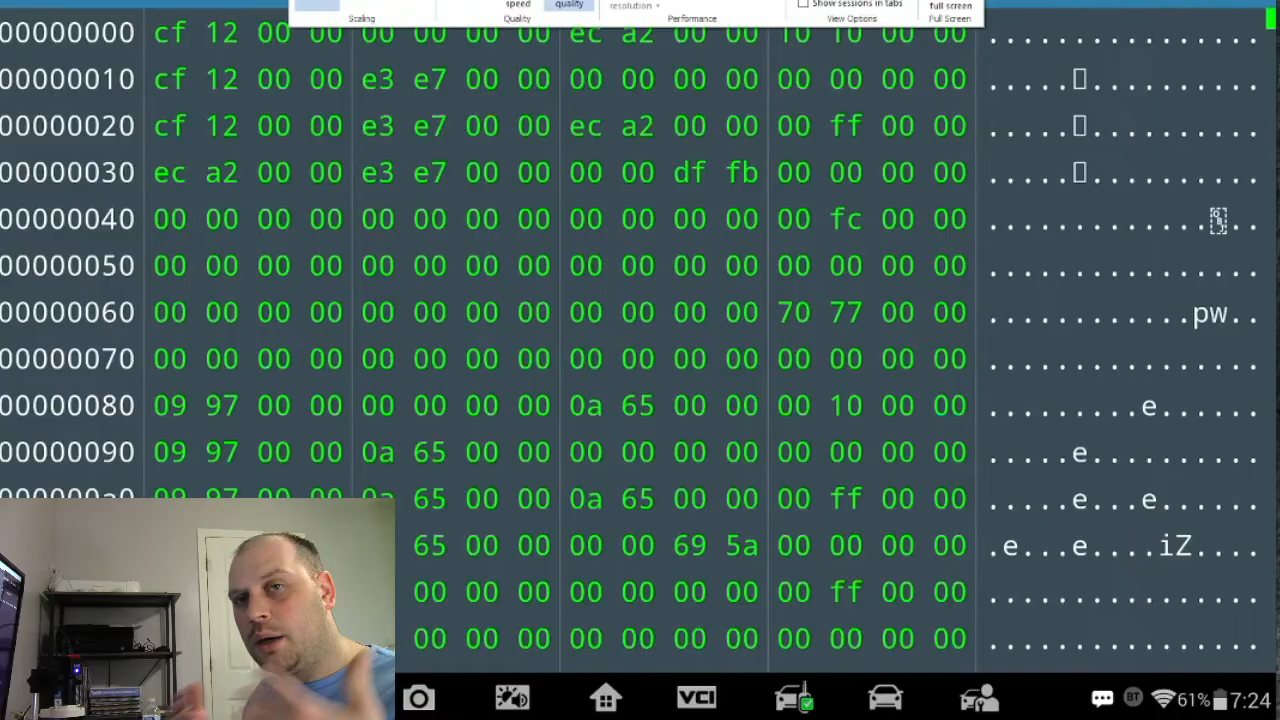 speed quality resolution Show sessions in tabs full screen
Scaling Quality Performance View Options Full Screen
00000000 cf 12 00 00 00 00 00 00 ec a2 00 00 10 10 00 00 ................
00000010 cf 12 00 00 e3 e7 00 00 00 00 00 00 00 00 00 00 .....▯..........
00000020 cf 12 00 00 e3 e7 00 00 ec a2 00 00 00 ff 00 00 .....▯..........
00000030 ec a2 00 00 e3 e7 00 00 00 00 df fb 00 00 00 00 .....▯..........
00000040 00 00 00 00 00 00 00 00 00 00 00 00 00 fc 00 00 .............￼..
00000050 00 00 00 00 00 00 00 00 00 00 00 00 00 00 00 00 ................
00000060 00 00 00 00 00 00 00 00 00 00 00 00 70 77 00 00 ............pw..
00000070 00 00 00 00 00 00 00 00 00 00 00 00 00 00 00 00 ................
00000080 09 97 00 00 00 00 00 00 0a 65 00 00 00 10 00 00 .........e......
00000090 09 97 00 00 0a 65 00 00 00 00 00 00 00 00 00 00 .....e..........
000000a0 09 97 00 00 0a 65 00 00 0a 65 00 00 00 ff 00 00 .....e...e......
65 00 00 00 00 69 5a 00 00 00 00 .e...e....iZ....
00 00 00 00 00 00 00 00 ff 00 00 ................
00 00 00 00 00 00 00 00 00 00 00 ................
VCI BT 61% 7:24